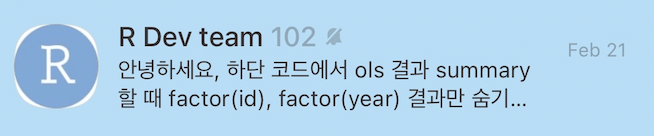 R
R Dev team 102
Feb 21
안녕하세요, 하단 코드에서 ols 결과 summary
할 때 factor(id), factor(year) 결과만 숨기...